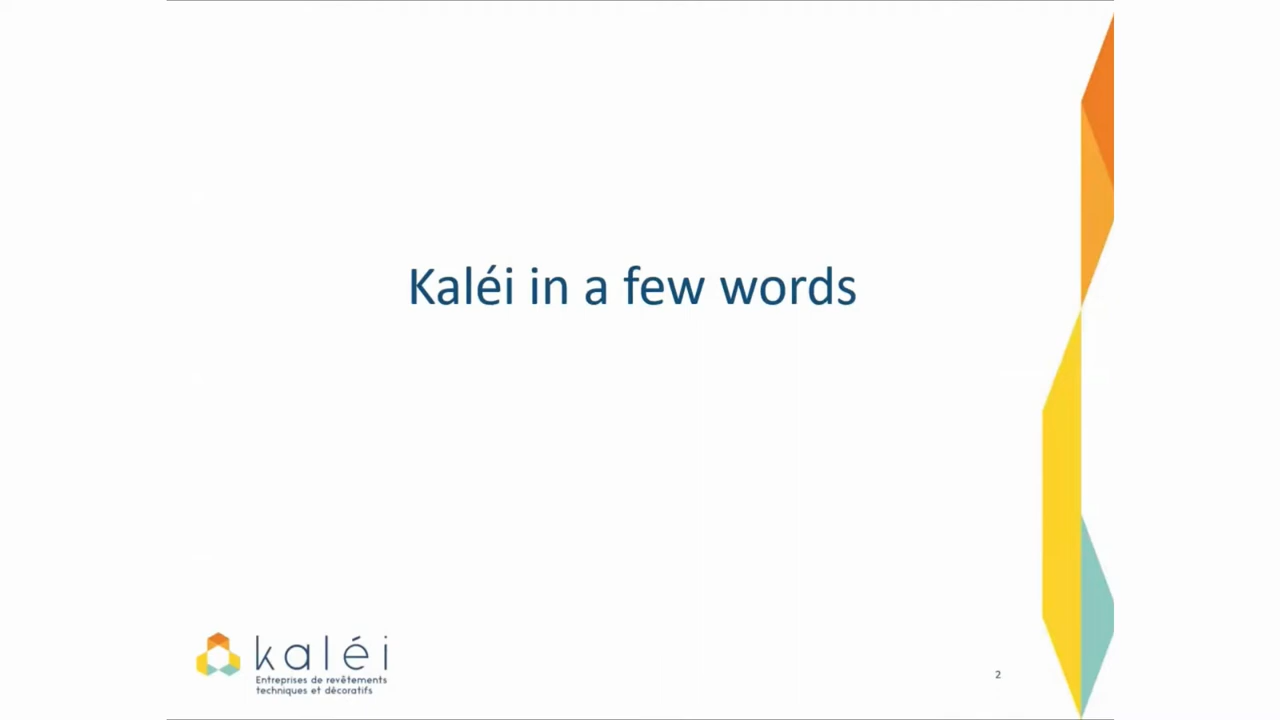 Kaléi in a few words
kaléi
Entreprises de revêtements
techniques et décoratifs
2